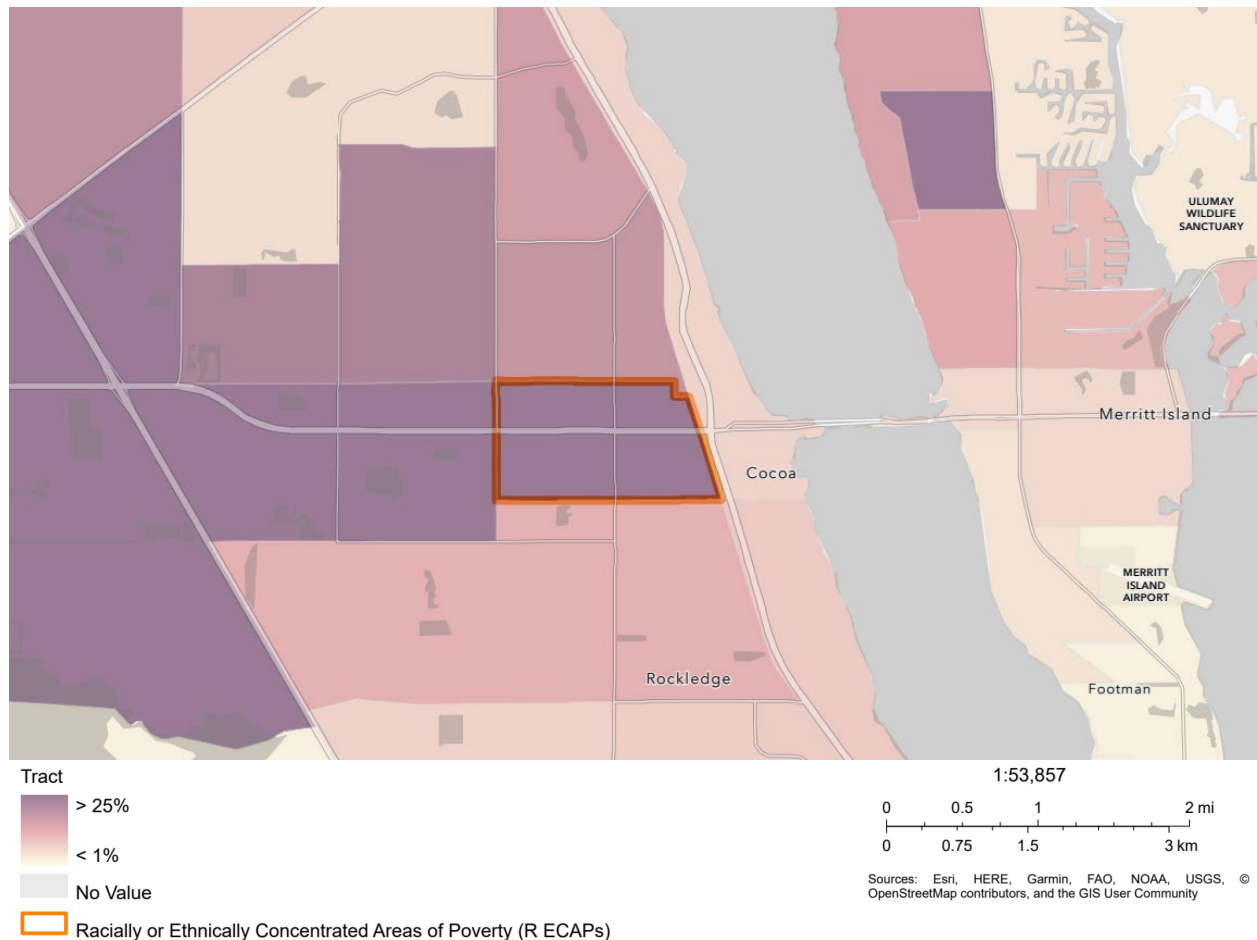 ULUMAY
WILDLIFE
SANCTUARY
Merritt Island
Cocoa
MERRITT
ISLAND
AIRPORT
Rockledge
Footman
Tract
> 25%
< 1%
No Value
Racially or Ethnically Concentrated Areas of Poverty (R ECAPs)
1:53,857
0 0.5 1 2 mi
0 0.75 1.5 3 km
Sources: Esri, HERE, Garmin, FAO, NOAA, USGS, ©
OpenStreetMap contributors, and the GIS User Community